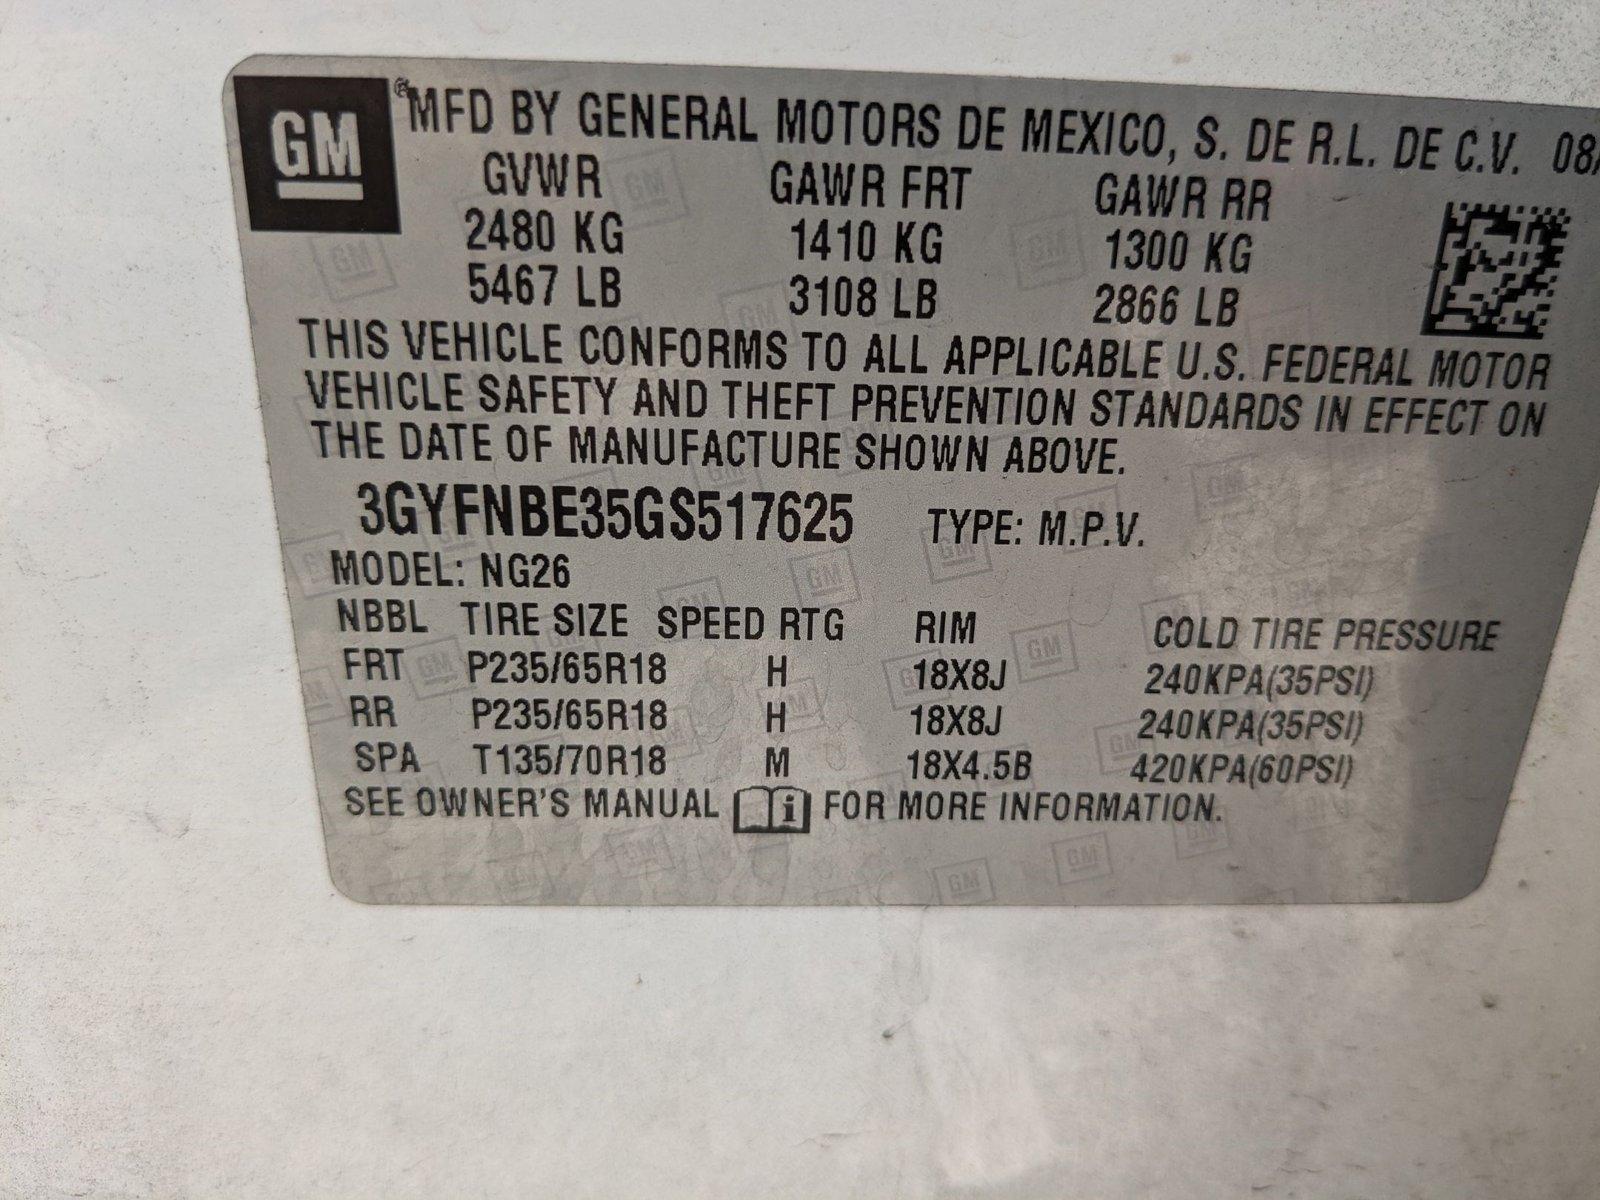 GM ® MFD BY GENERAL MOTORS DE MEXICO, S. DE R.L. DE C.V. 08/
GVWR GAWR FRT GAWR RR
2480 KG 1410 KG 1300 KG
5467 LB 3108 LB 2866 LB
THIS VEHICLE CONFORMS TO ALL APPLICABLE U.S. FEDERAL MOTOR
VEHICLE SAFETY AND THEFT PREVENTION STANDARDS IN EFFECT ON
THE DATE OF MANUFACTURE SHOWN ABOVE.
3GYFNBE35GS517625 TYPE: M.P.V.
MODEL: NG26
NBBL TIRE SIZE SPEED RTG RIM COLD TIRE PRESSURE
FRT P235/65R18 H 18X8J 240KPA(35PSI)
RR P235/65R18 H 18X8J 240KPA(35PSI)
SPA T135/70R18 M 18X4.5B 420KPA(60PSI)
SEE OWNER'S MANUAL FOR MORE INFORMATION.